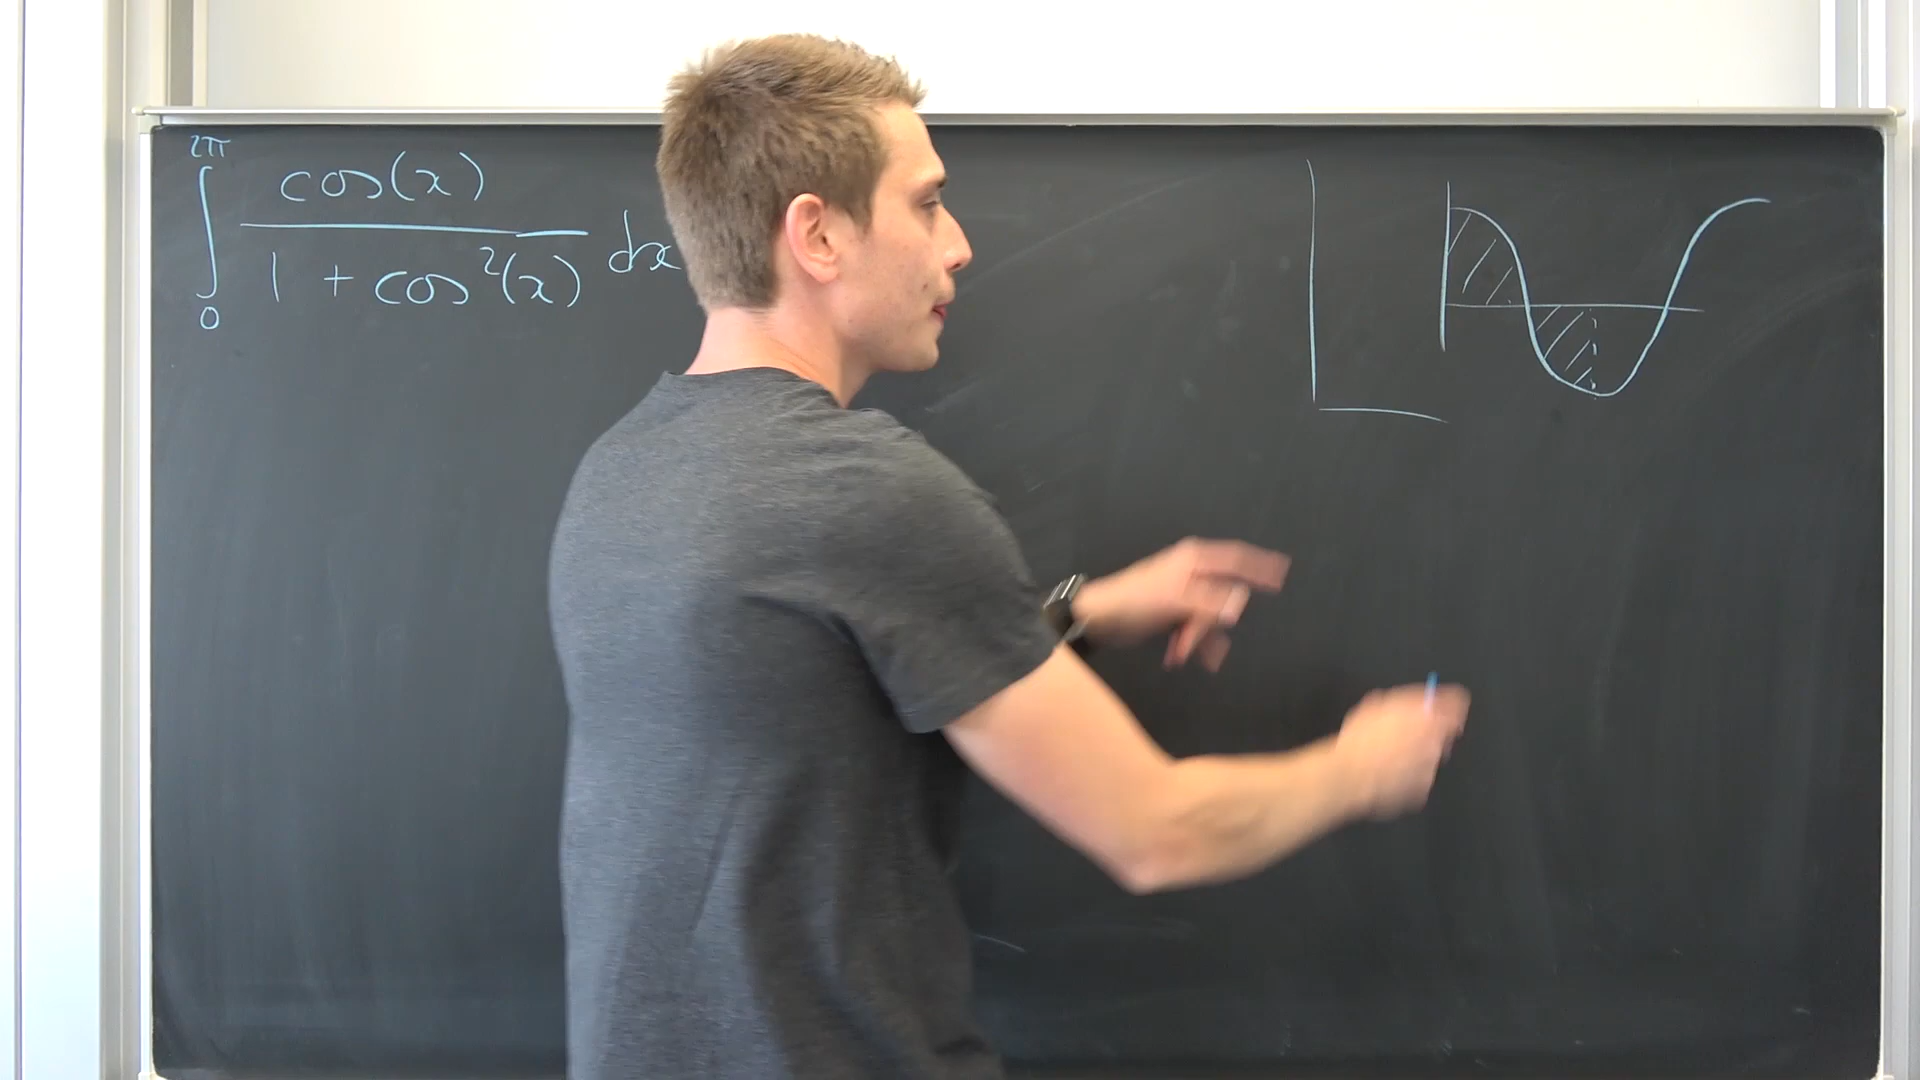 ∫₀^{2π} cos(x) / (1 + cos²(x)) dx